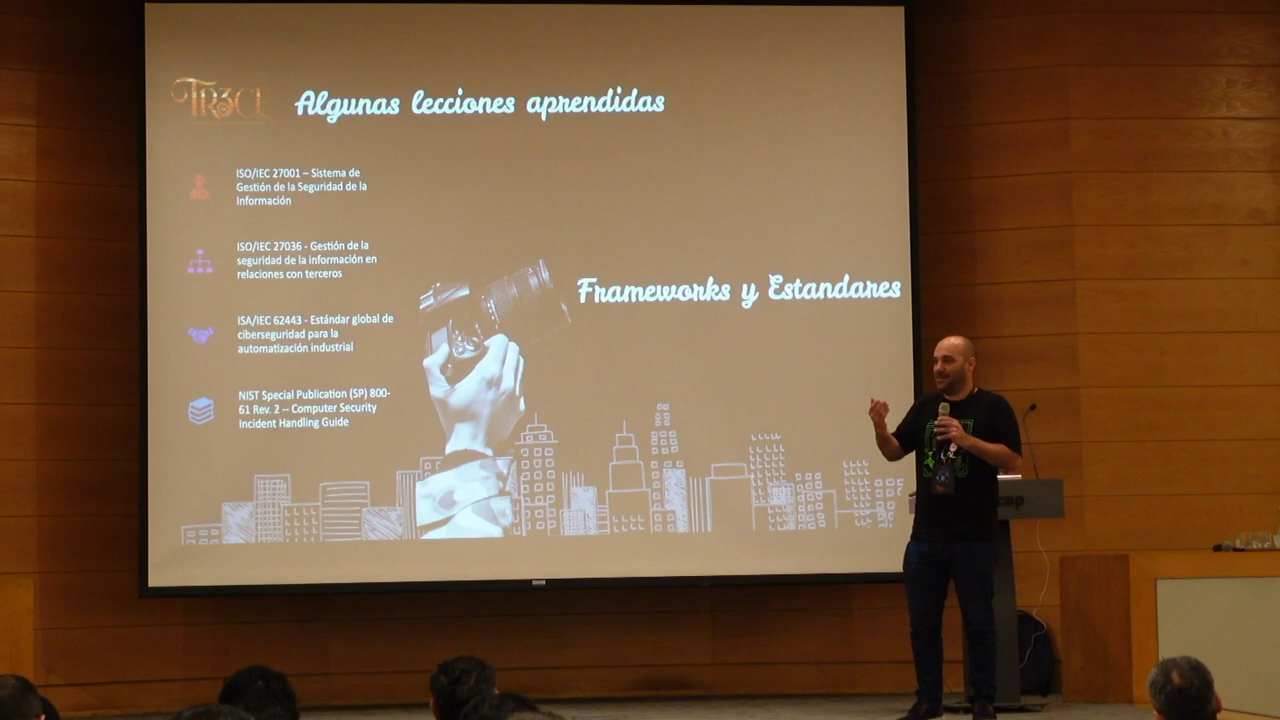 TR3CE
Algunas lecciones aprendidas
ISO/IEC 27001 – Sistema de
Gestión de la Seguridad de la
Información
ISO/IEC 27036 - Gestión de la
seguridad de la información en
relaciones con terceros
ISA/IEC 62443 - Estándar global de
ciberseguridad para la
automatización industrial
NIST Special Publication (SP) 800-
61 Rev. 2 – Computer Security
Incident Handling Guide
Frameworks y Estandares
cap